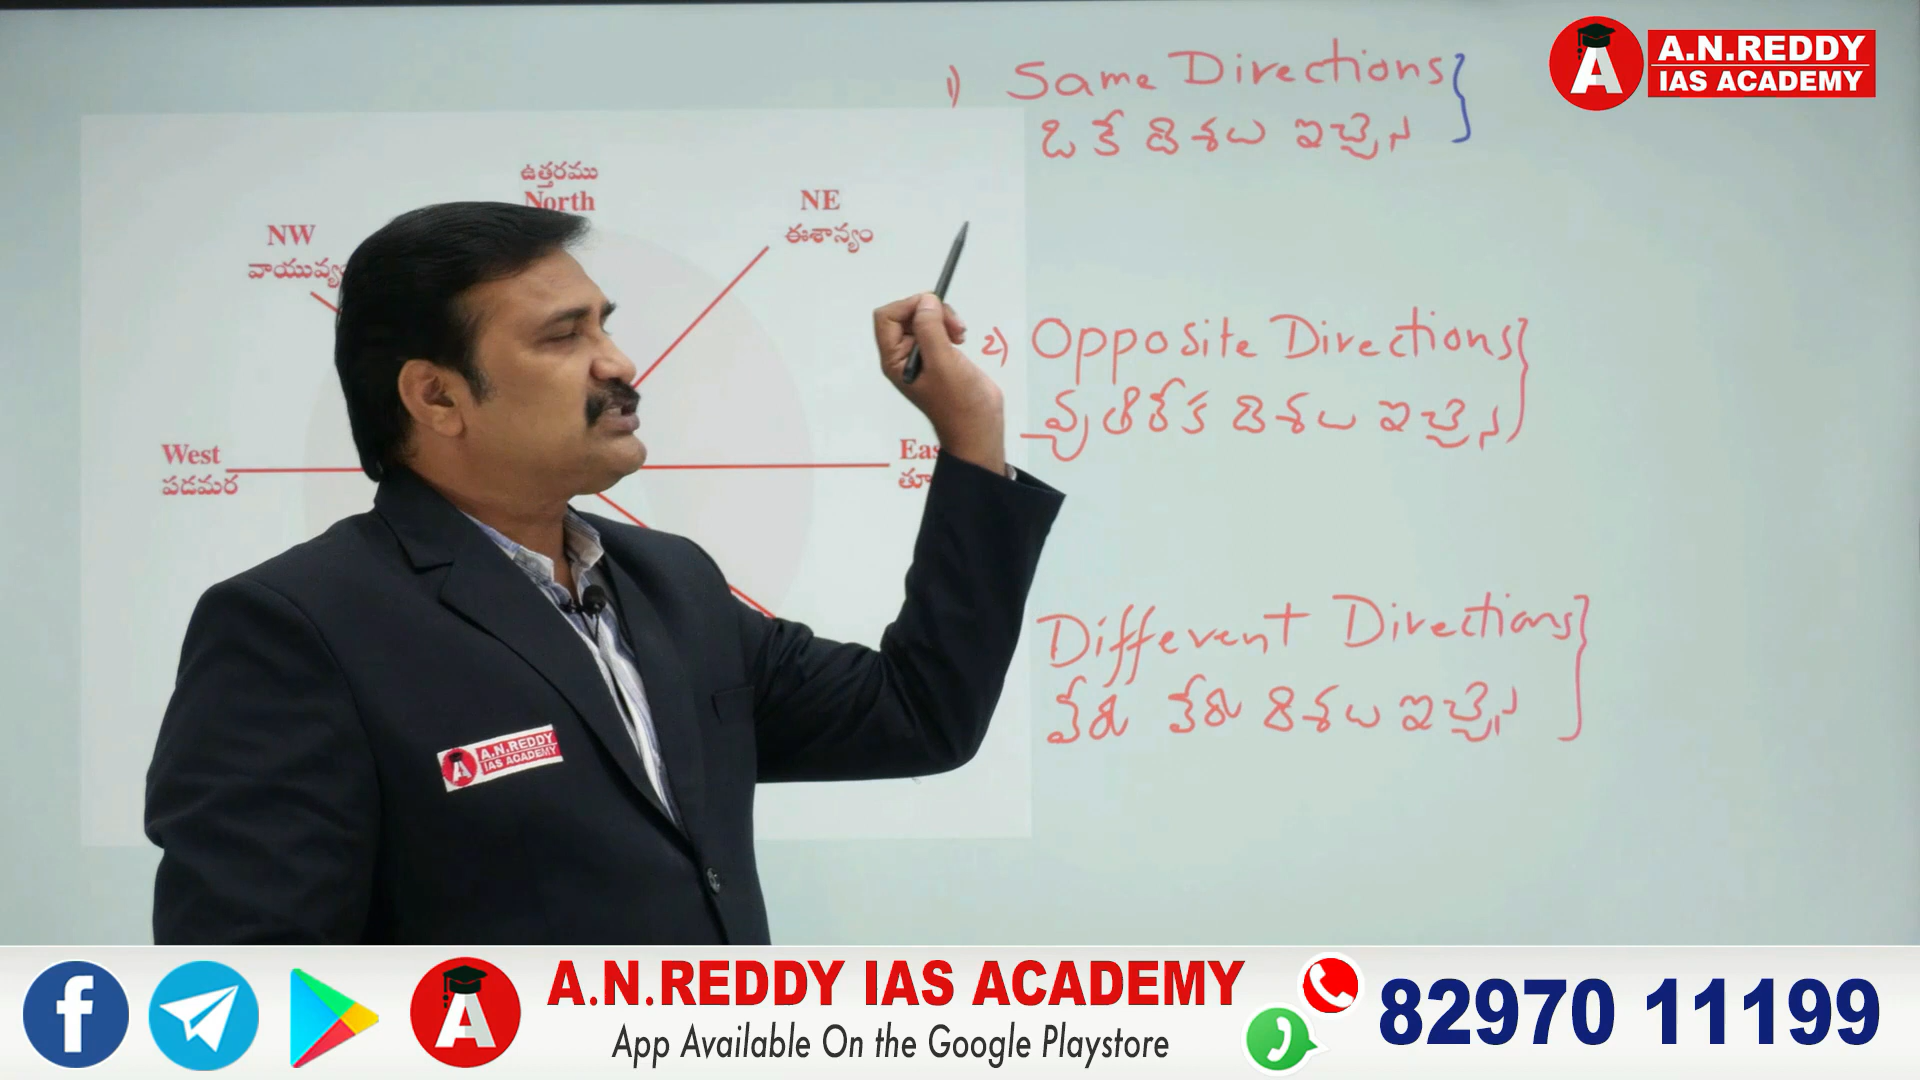 A.N.REDDY
IAS ACADEMY
1) Same Directions
ఒకే దిశలు ఇచ్చిన
ఉత్తరము
North
NE
ఈశాన్యం
NW
వాయువ్యం
2) Opposite Directions
వ్యతిరేక దిశలు ఇచ్చిన
West
పడమర
Eas
తూ
Different Directions
వేరు వేరు దిశలు ఇచ్చిన
A.N.REDDY
IAS ACADEMY
A.N.REDDY IAS ACADEMY
App Available On the Google Playstore
82970 11199